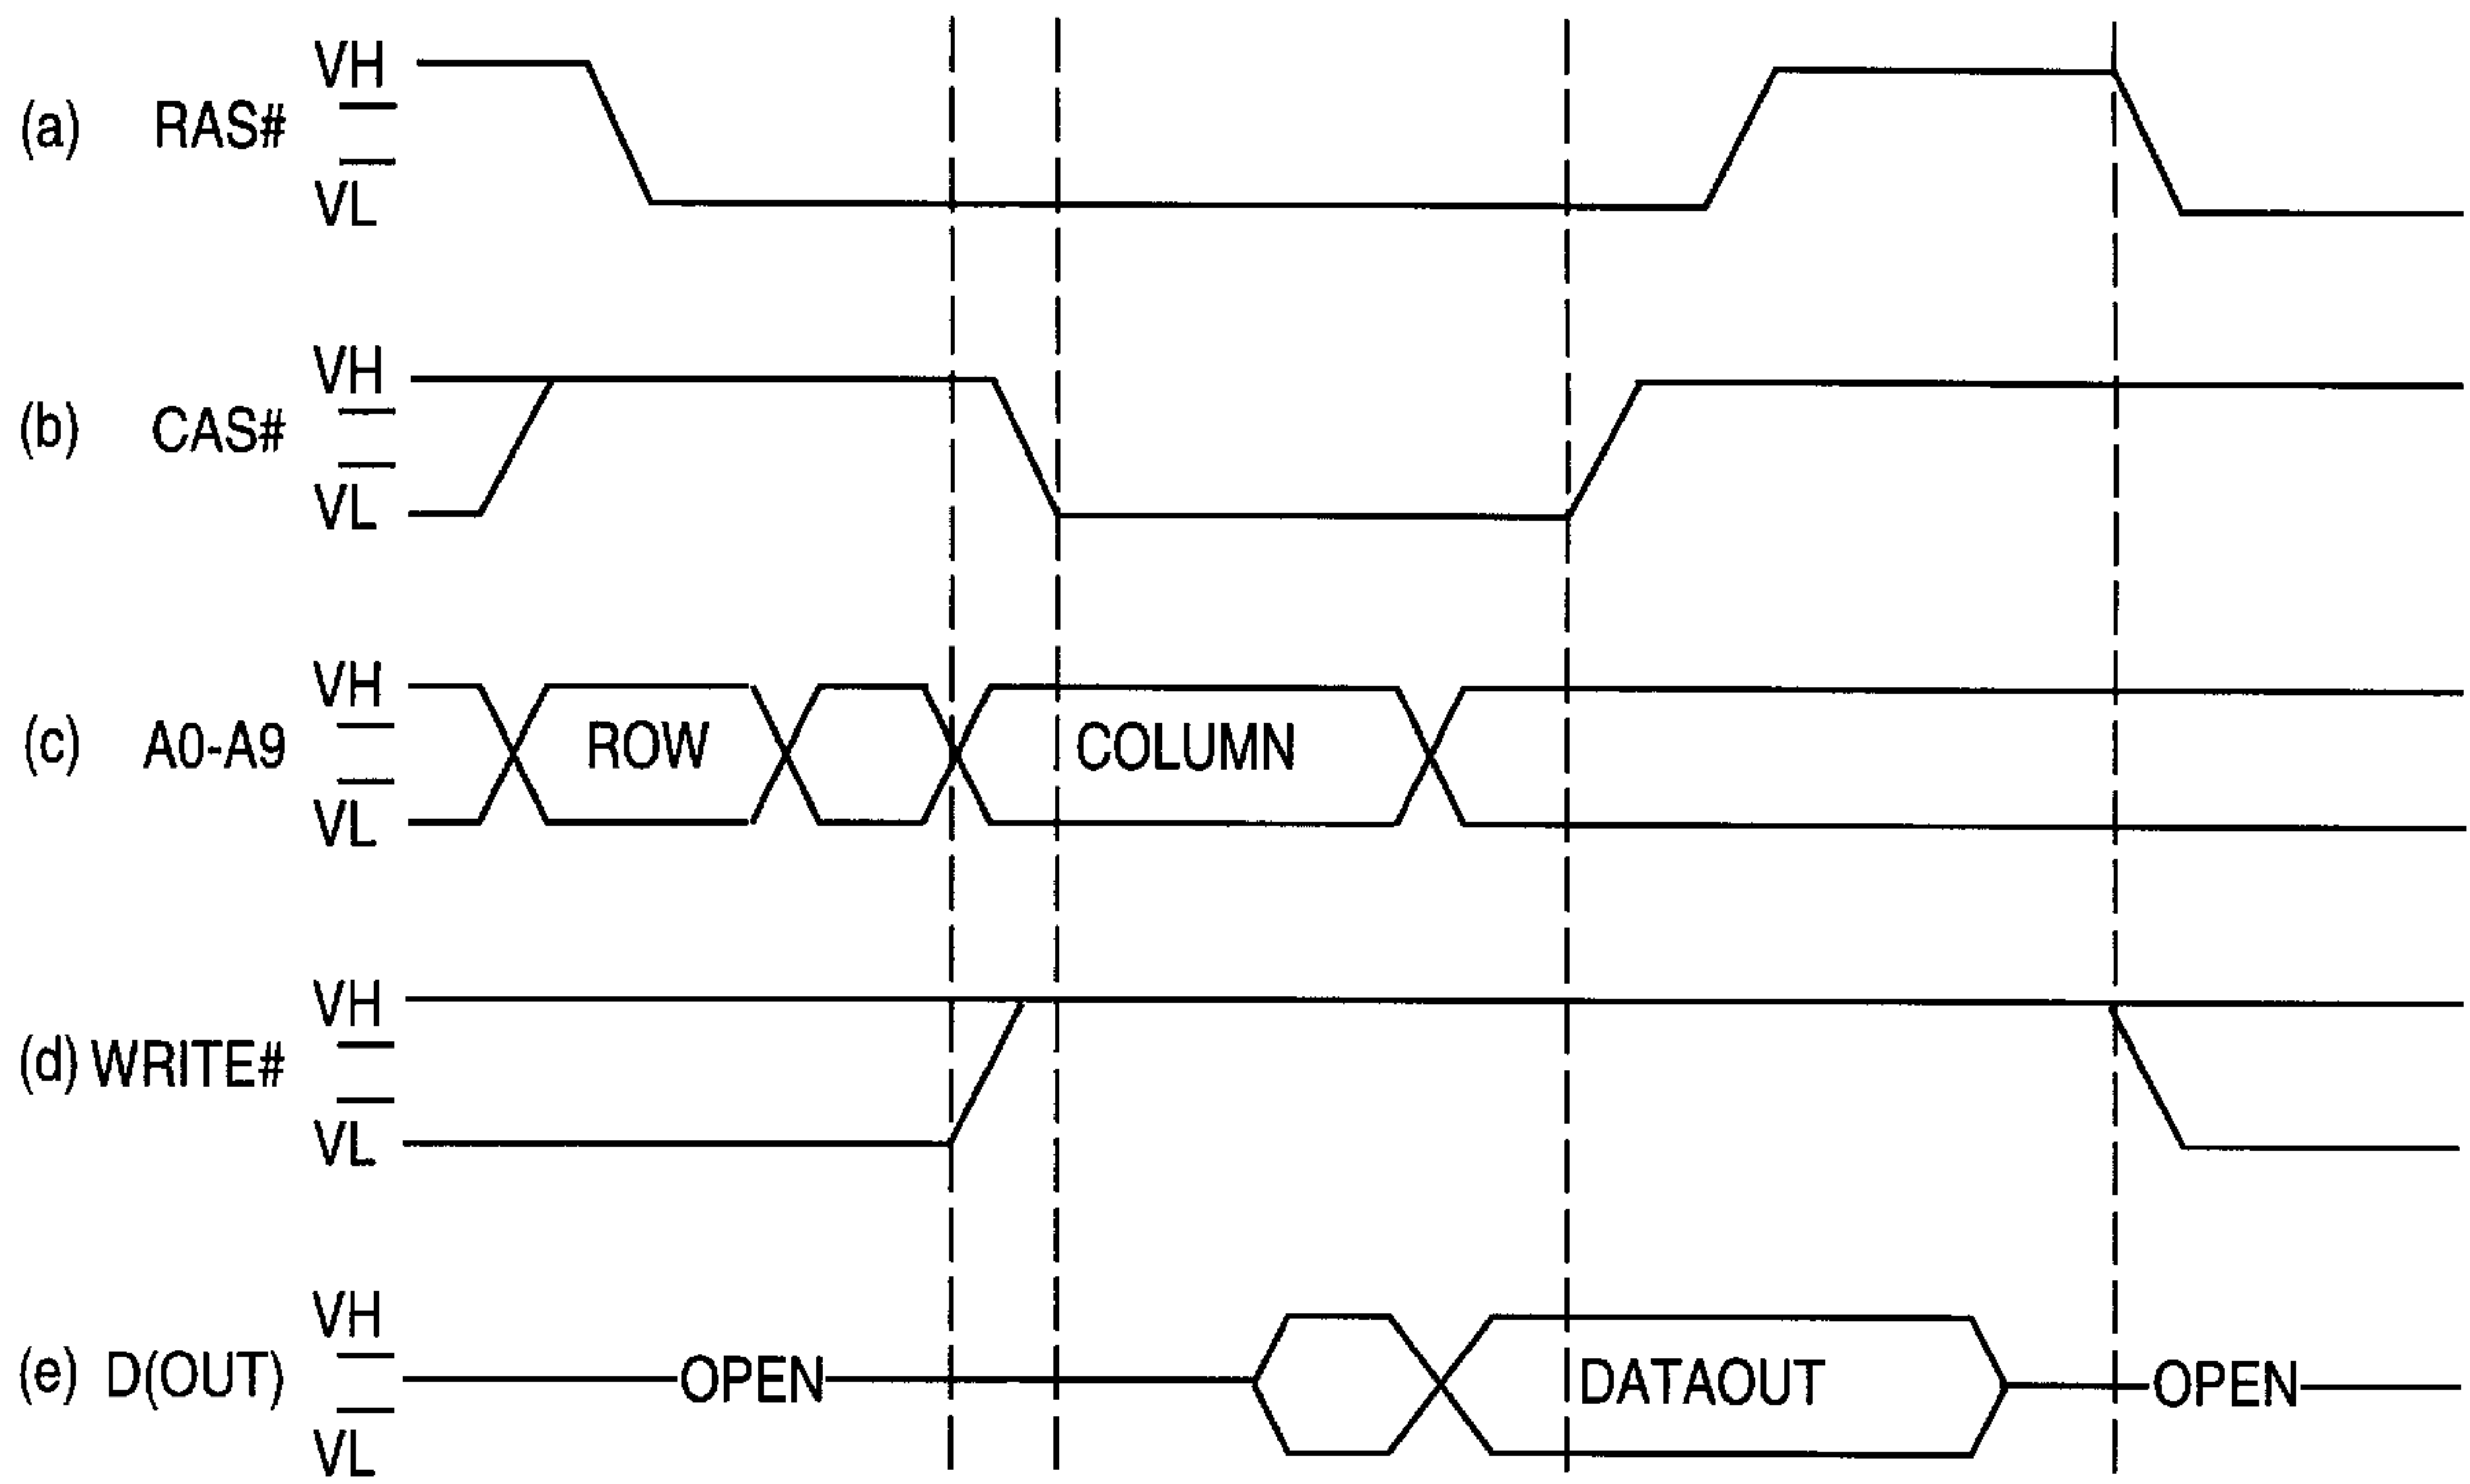 VH
(a) RAS#
VL
VH
(b) CAS#
VL
VH
(c) A0-A9 ROW COLUMN
VL
VH
(d) WRITE#
VL
VH
(e) D(OUT) OPEN DATAOUT OPEN
VL